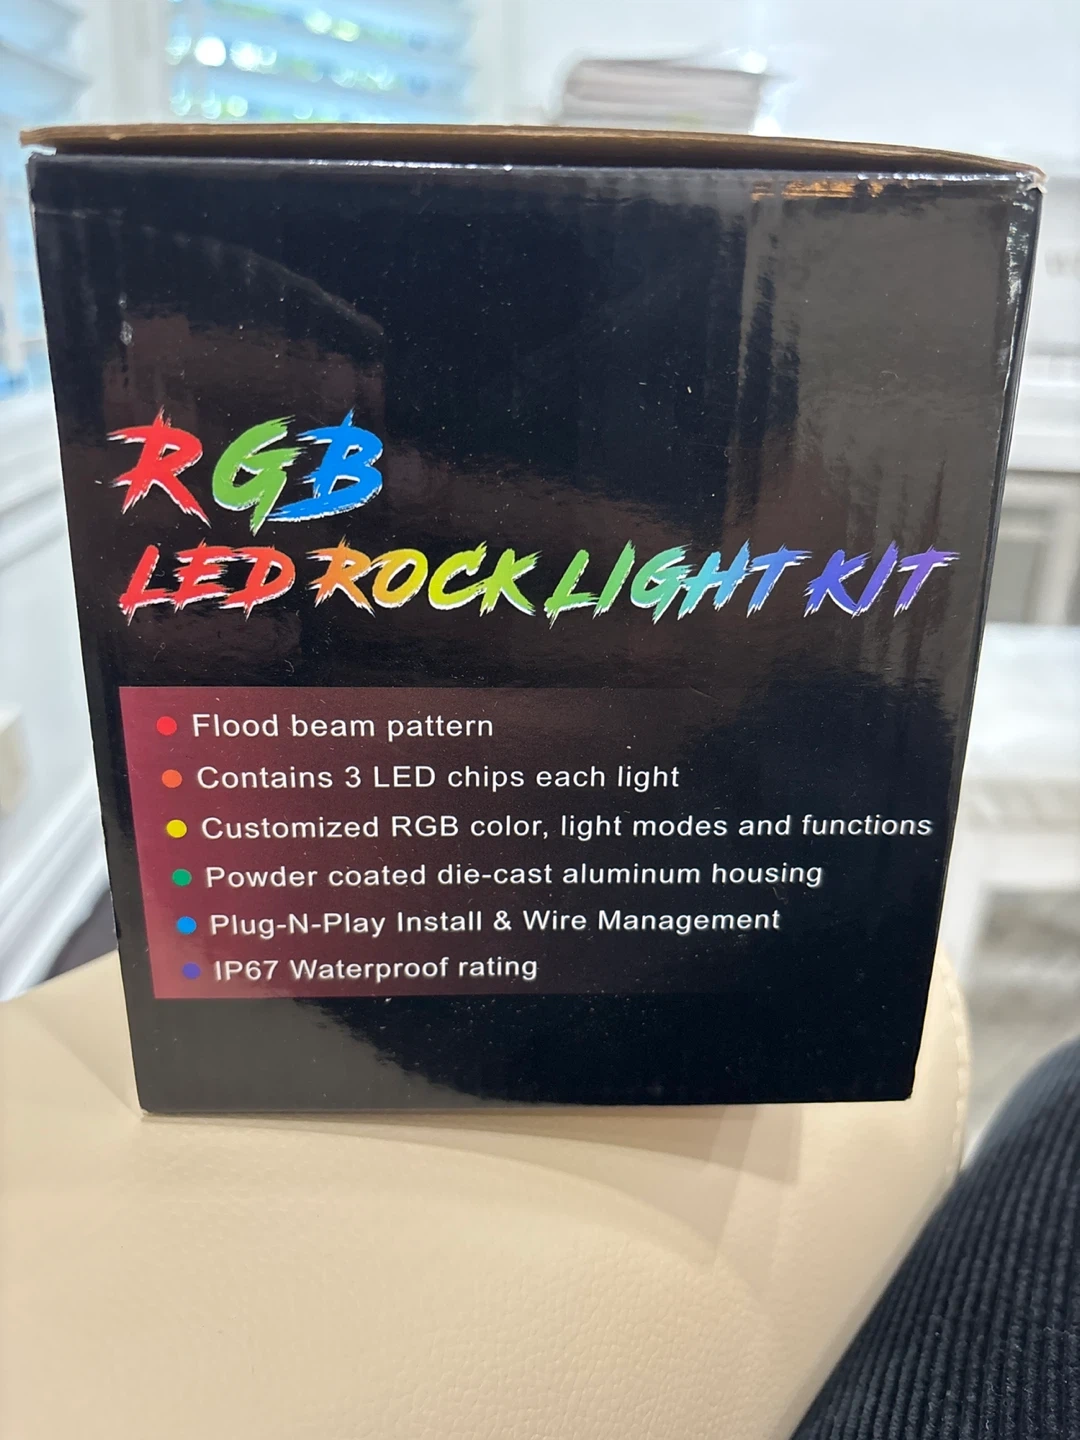 RGB
LED ROCK LIGHT KIT
Flood beam pattern
Contains 3 LED chips each light
Customized RGB color, light modes and functions
Powder coated die-cast aluminum housing
Plug-N-Play Install & Wire Management
IP67 Waterproof rating